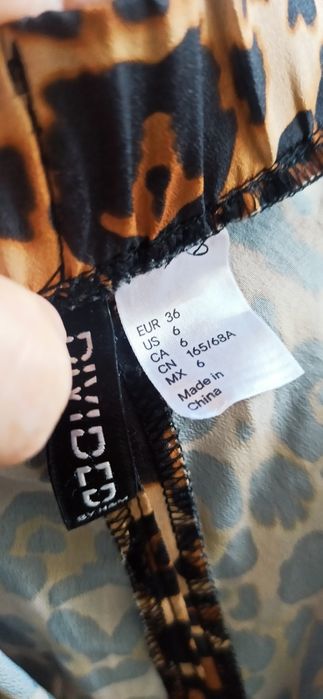 EUR 36
US 6
CA 6
CN 165/68A
MX 6
Made in
China
DIVIDED
BY H&M